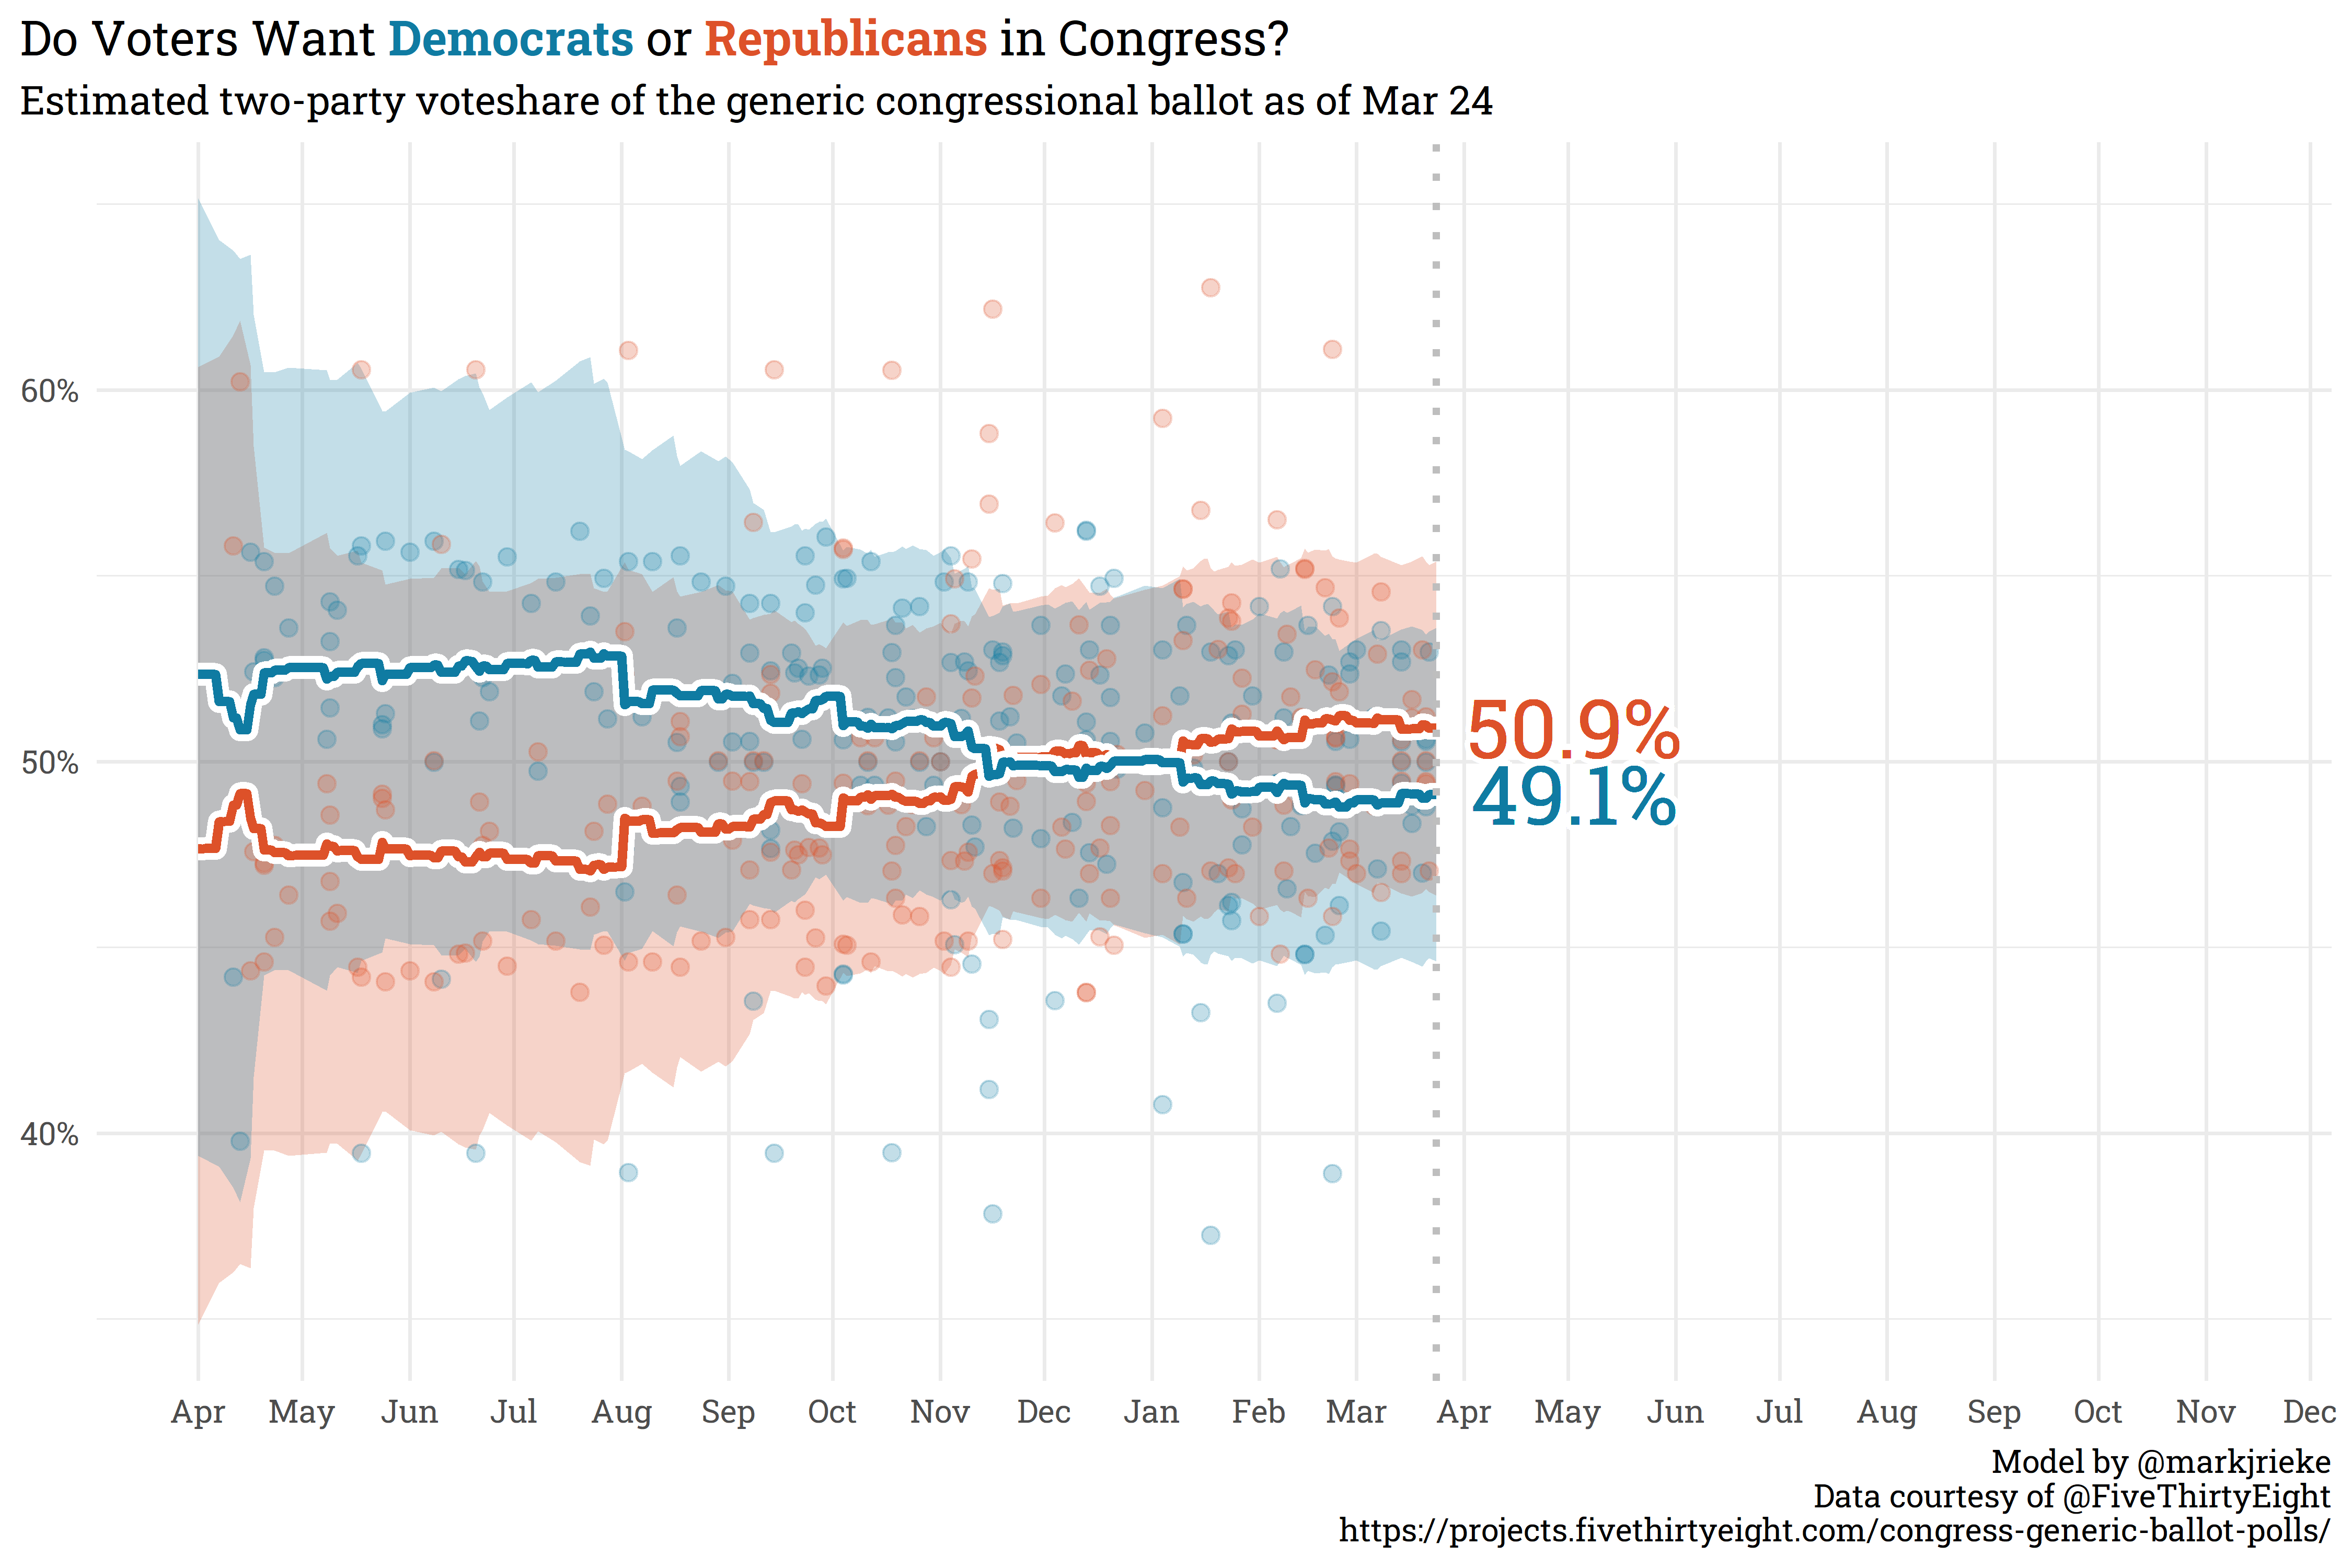 Do Voters Want Democrats or Republicans in Congress?
Estimated two-party voteshare of the generic congressional ballot as of Mar 24
60%
50%
40%
50.9%
49.1%
Apr May Jun Jul Aug Sep Oct Nov Dec Jan Feb Mar Apr May Jun Jul Aug Sep Oct Nov Dec
Model by @markjrieke
Data courtesy of @FiveThirtyEight
https://projects.fivethirtyeight.com/congress-generic-ballot-polls/